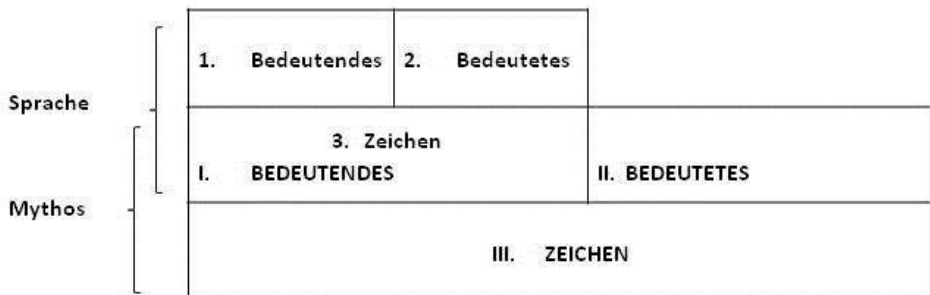 1. Bedeutendes 2. Bedeutetes
Sprache
3. Zeichen
I. BEDEUTENDES II. BEDEUTETES
Mythos
III. ZEICHEN